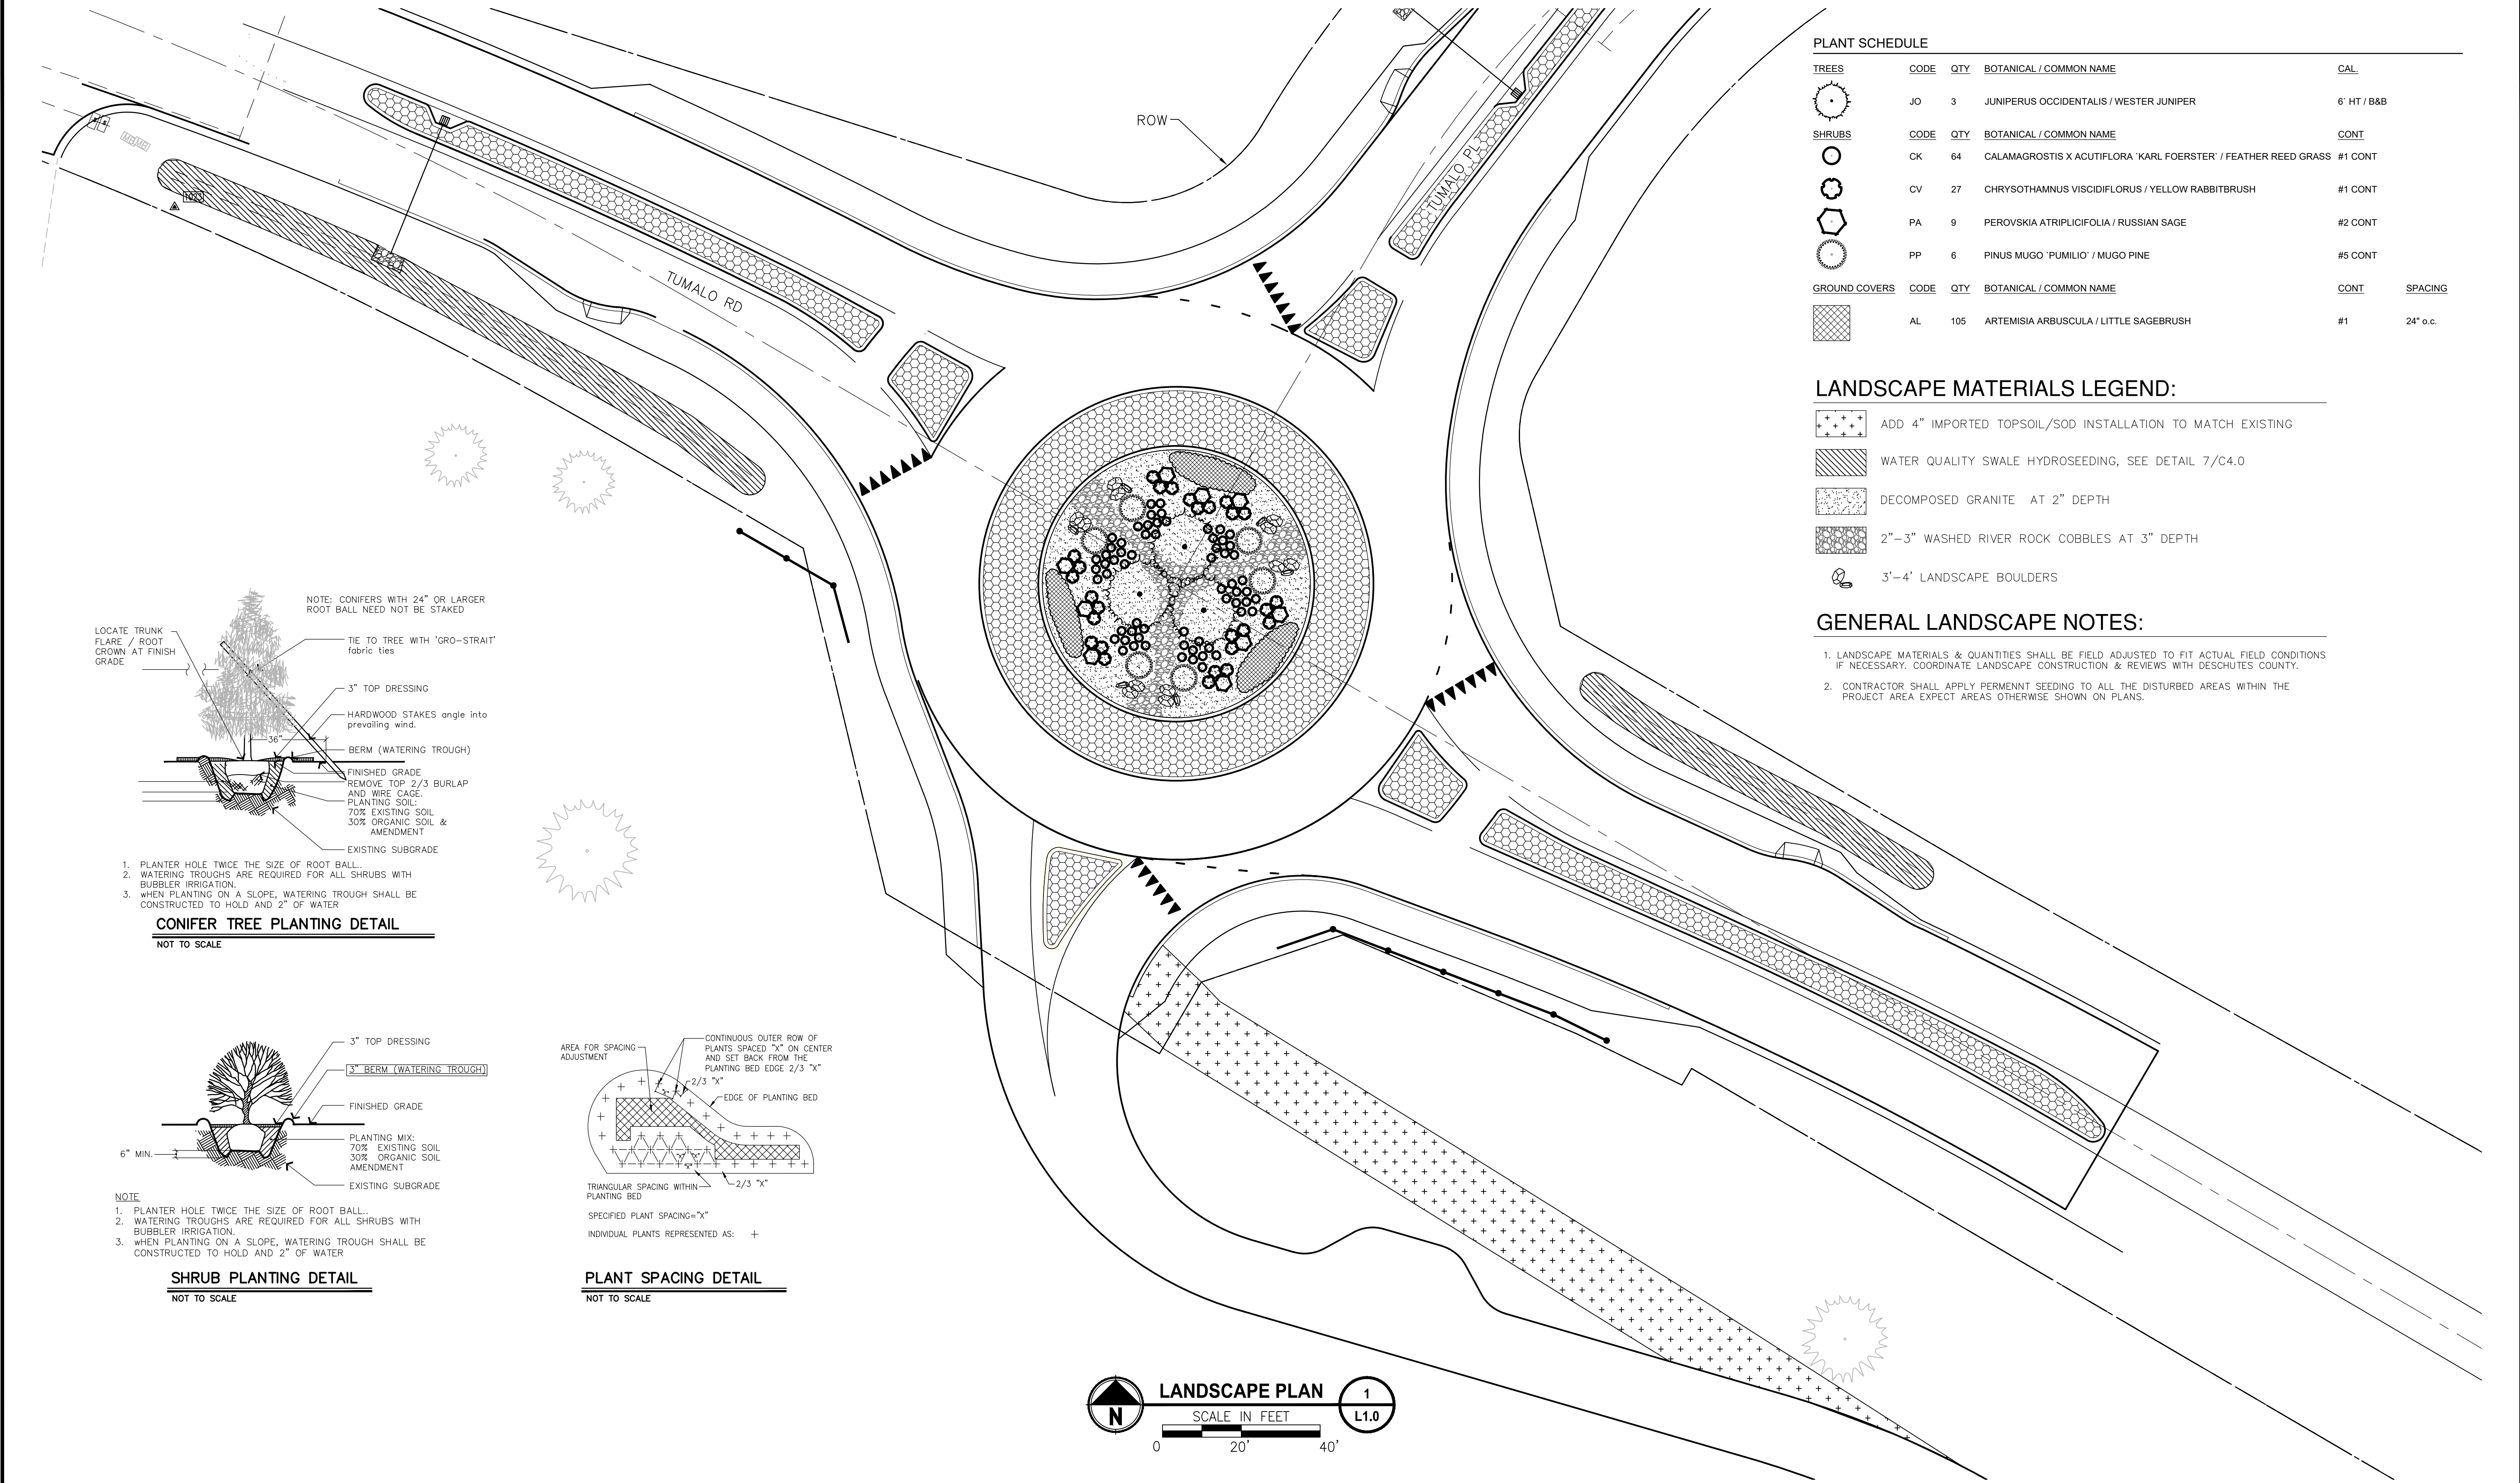 ROW
TUMALO PL
TUMALO RD
1023
PLANT SCHEDULE
TREES CODE QTY BOTANICAL / COMMON NAME CAL.
JO 3 JUNIPERUS OCCIDENTALIS / WESTER JUNIPER 6` HT / B&B
SHRUBS CODE QTY BOTANICAL / COMMON NAME CONT
CK 64 CALAMAGROSTIS X ACUTIFLORA `KARL FOERSTER` / FEATHER REED GRASS #1 CONT
CV 27 CHRYSOTHAMNUS VISCIDIFLORUS / YELLOW RABBITBRUSH #1 CONT
PA 9 PEROVSKIA ATRIPLICIFOLIA / RUSSIAN SAGE #2 CONT
PP 6 PINUS MUGO `PUMILIO` / MUGO PINE #5 CONT
GROUND COVERS CODE QTY BOTANICAL / COMMON NAME CONT SPACING
AL 105 ARTEMISIA ARBUSCULA / LITTLE SAGEBRUSH #1 24" o.c.
LANDSCAPE MATERIALS LEGEND:
ADD 4" IMPORTED TOPSOIL/SOD INSTALLATION TO MATCH EXISTING
WATER QUALITY SWALE HYDROSEEDING, SEE DETAIL 7/C4.0
DECOMPOSED GRANITE AT 2" DEPTH
2"-3" WASHED RIVER ROCK COBBLES AT 3" DEPTH
3'-4' LANDSCAPE BOULDERS
GENERAL LANDSCAPE NOTES:
1. LANDSCAPE MATERIALS & QUANTITIES SHALL BE FIELD ADJUSTED TO FIT ACTUAL FIELD CONDITIONS
IF NECESSARY. COORDINATE LANDSCAPE CONSTRUCTION & REVIEWS WITH DESCHUTES COUNTY.
2. CONTRACTOR SHALL APPLY PERMENNT SEEDING TO ALL THE DISTURBED AREAS WITHIN THE
PROJECT AREA EXPECT AREAS OTHERWISE SHOWN ON PLANS.
NOTE: CONIFERS WITH 24" OR LARGER
ROOT BALL NEED NOT BE STAKED
LOCATE TRUNK
FLARE / ROOT
CROWN AT FINISH
GRADE
TIE TO TREE WITH 'GRO-STRAIT'
fabric ties
3" TOP DRESSING
HARDWOOD STAKES angle into
prevailing wind.
36"
BERM (WATERING TROUGH)
FINISHED GRADE
REMOVE TOP 2/3 BURLAP
AND WIRE CAGE.
PLANTING SOIL:
70% EXISTING SOIL
30% ORGANIC SOIL &
AMENDMENT
EXISTING SUBGRADE
1. PLANTER HOLE TWICE THE SIZE OF ROOT BALL..
2. WATERING TROUGHS ARE REQUIRED FOR ALL SHRUBS WITH
BUBBLER IRRIGATION.
3. wHEN PLANTING ON A SLOPE, WATERING TROUGH SHALL BE
CONSTRUCTED TO HOLD AND 2" OF WATER
CONIFER TREE PLANTING DETAIL
NOT TO SCALE
3" TOP DRESSING
3" BERM (WATERING TROUGH)
FINISHED GRADE
PLANTING MIX:
70% EXISTING SOIL
30% ORGANIC SOIL
AMENDMENT
6" MIN.
EXISTING SUBGRADE
NOTE
1. PLANTER HOLE TWICE THE SIZE OF ROOT BALL..
2. WATERING TROUGHS ARE REQUIRED FOR ALL SHRUBS WITH
BUBBLER IRRIGATION.
3. wHEN PLANTING ON A SLOPE, WATERING TROUGH SHALL BE
CONSTRUCTED TO HOLD AND 2" OF WATER
SHRUB PLANTING DETAIL
NOT TO SCALE
AREA FOR SPACING
ADJUSTMENT
CONTINUOUS OUTER ROW OF
PLANTS SPACED "X" ON CENTER
AND SET BACK FROM THE
PLANTING BED EDGE 2/3 "X"
2/3 "X"
EDGE OF PLANTING BED
2/3 "X"
TRIANGULAR SPACING WITHIN
PLANTING BED
SPECIFIED PLANT SPACING="X"
INDIVIDUAL PLANTS REPRESENTED AS: +
PLANT SPACING DETAIL
NOT TO SCALE
N
LANDSCAPE PLAN
1
L1.0
SCALE IN FEET
0 20' 40'